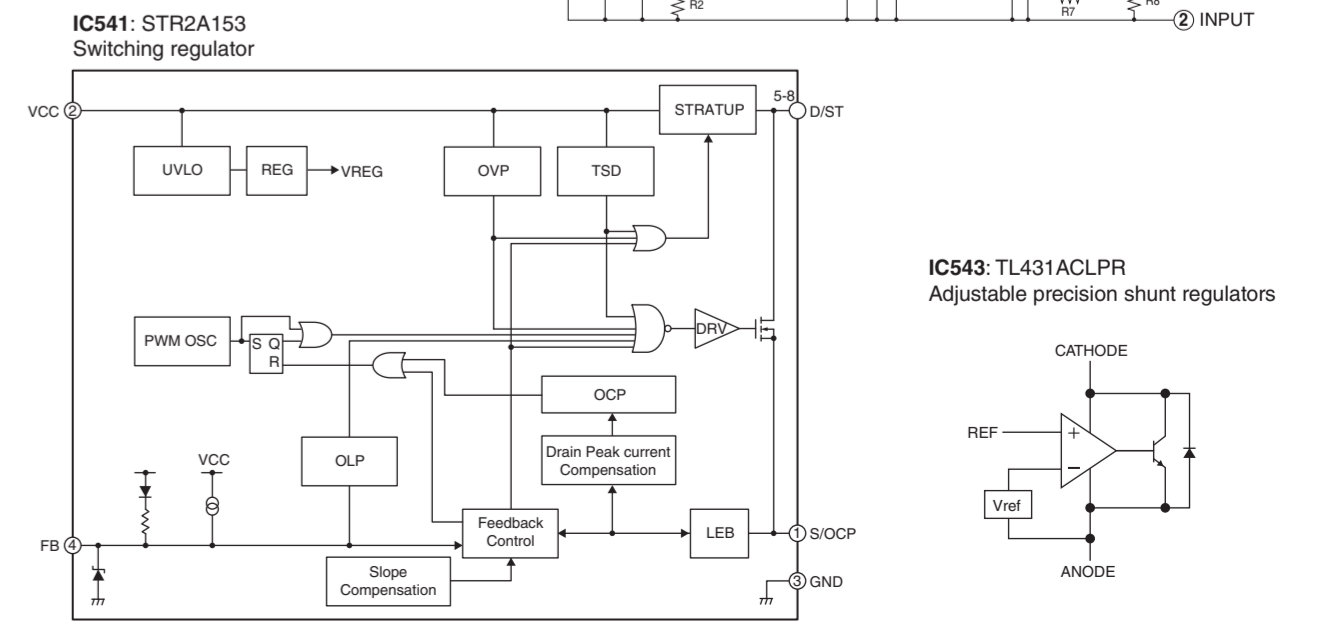 R2
R7
R8
2 INPUT
IC541: STR2A153
Switching regulator
VCC 2
STRATUP
5-8
D/ST
UVLO
REG
VREG
OVP
TSD
PWM OSC
S Q
R
DRV
OCP
OLP
Drain Peak current
Compensation
VCC
Feedback
Control
LEB
1 S/OCP
FB 4
Slope
Compensation
3 GND
IC543: TL431ACLPR
Adjustable precision shunt regulators
CATHODE
REF
+
−
Vref
ANODE